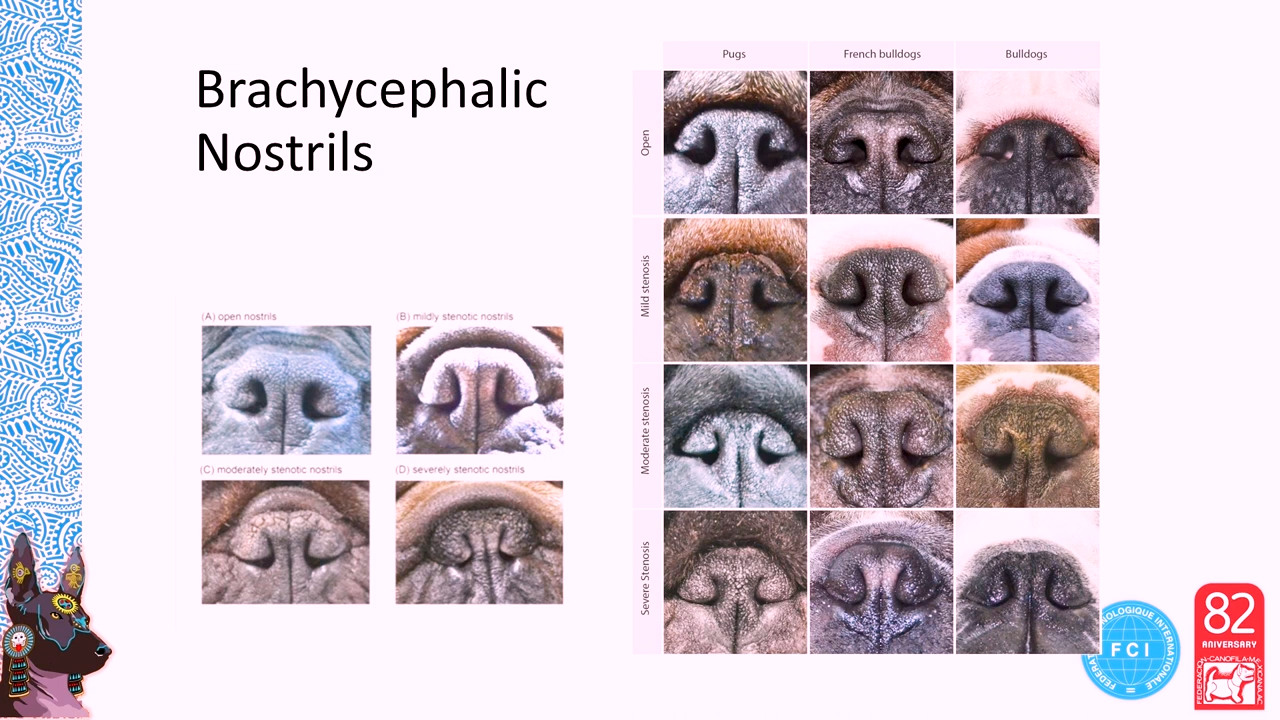 Brachycephalic
Nostrils
(A) open nostrils
(B) mildly stenotic nostrils
(C) moderately stenotic nostrils
(D) severely stenotic nostrils
Pugs
French bulldogs
Bulldogs
Open
Mild stenosis
Moderate stenosis
Severe Stenosis
FCI
82
ANIVERSARY